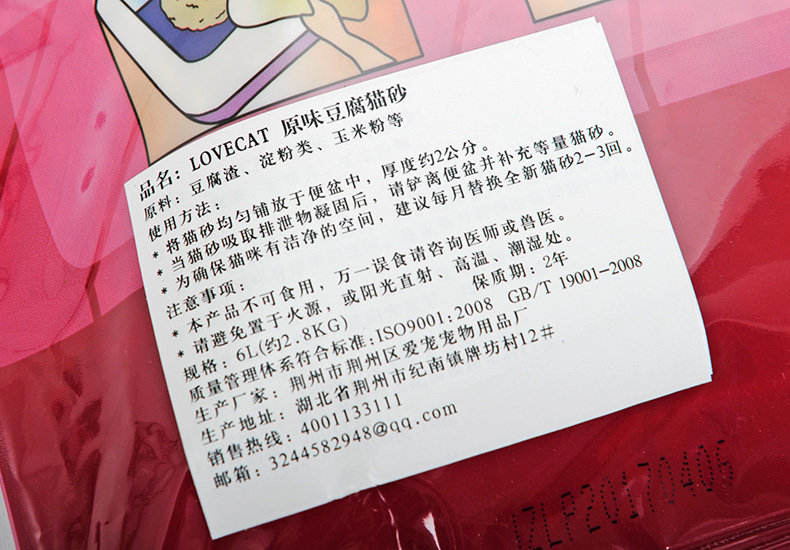 品名：LOVECAT 原味豆腐猫砂
原料：豆腐渣、淀粉类、玉米粉等
使用方法：
* 将猫砂均匀铺放于便盆中，厚度约2公分。
* 当猫砂吸取排泄物凝固后，请铲离便盆并补充等量猫砂。
* 为确保猫咪有洁净的空间，建议每月替换全新猫砂2-3回。
注意事项：
* 本产品不可食用，万一误食请咨询医师或兽医。
* 请避免置于火源，或阳光直射、高温、潮湿处。
规格：6L(约2.8KG) 保质期：2年
质量管理体系符合标准:ISO9001:2008 GB/T 19001-2008
生产厂家：荆州市荆州区爱宠宠物用品厂
生产地址：湖北省荆州市纪南镇牌坊村12#
销售热线：4001133111
邮箱：3244582948@qq.com
JZLP20170405